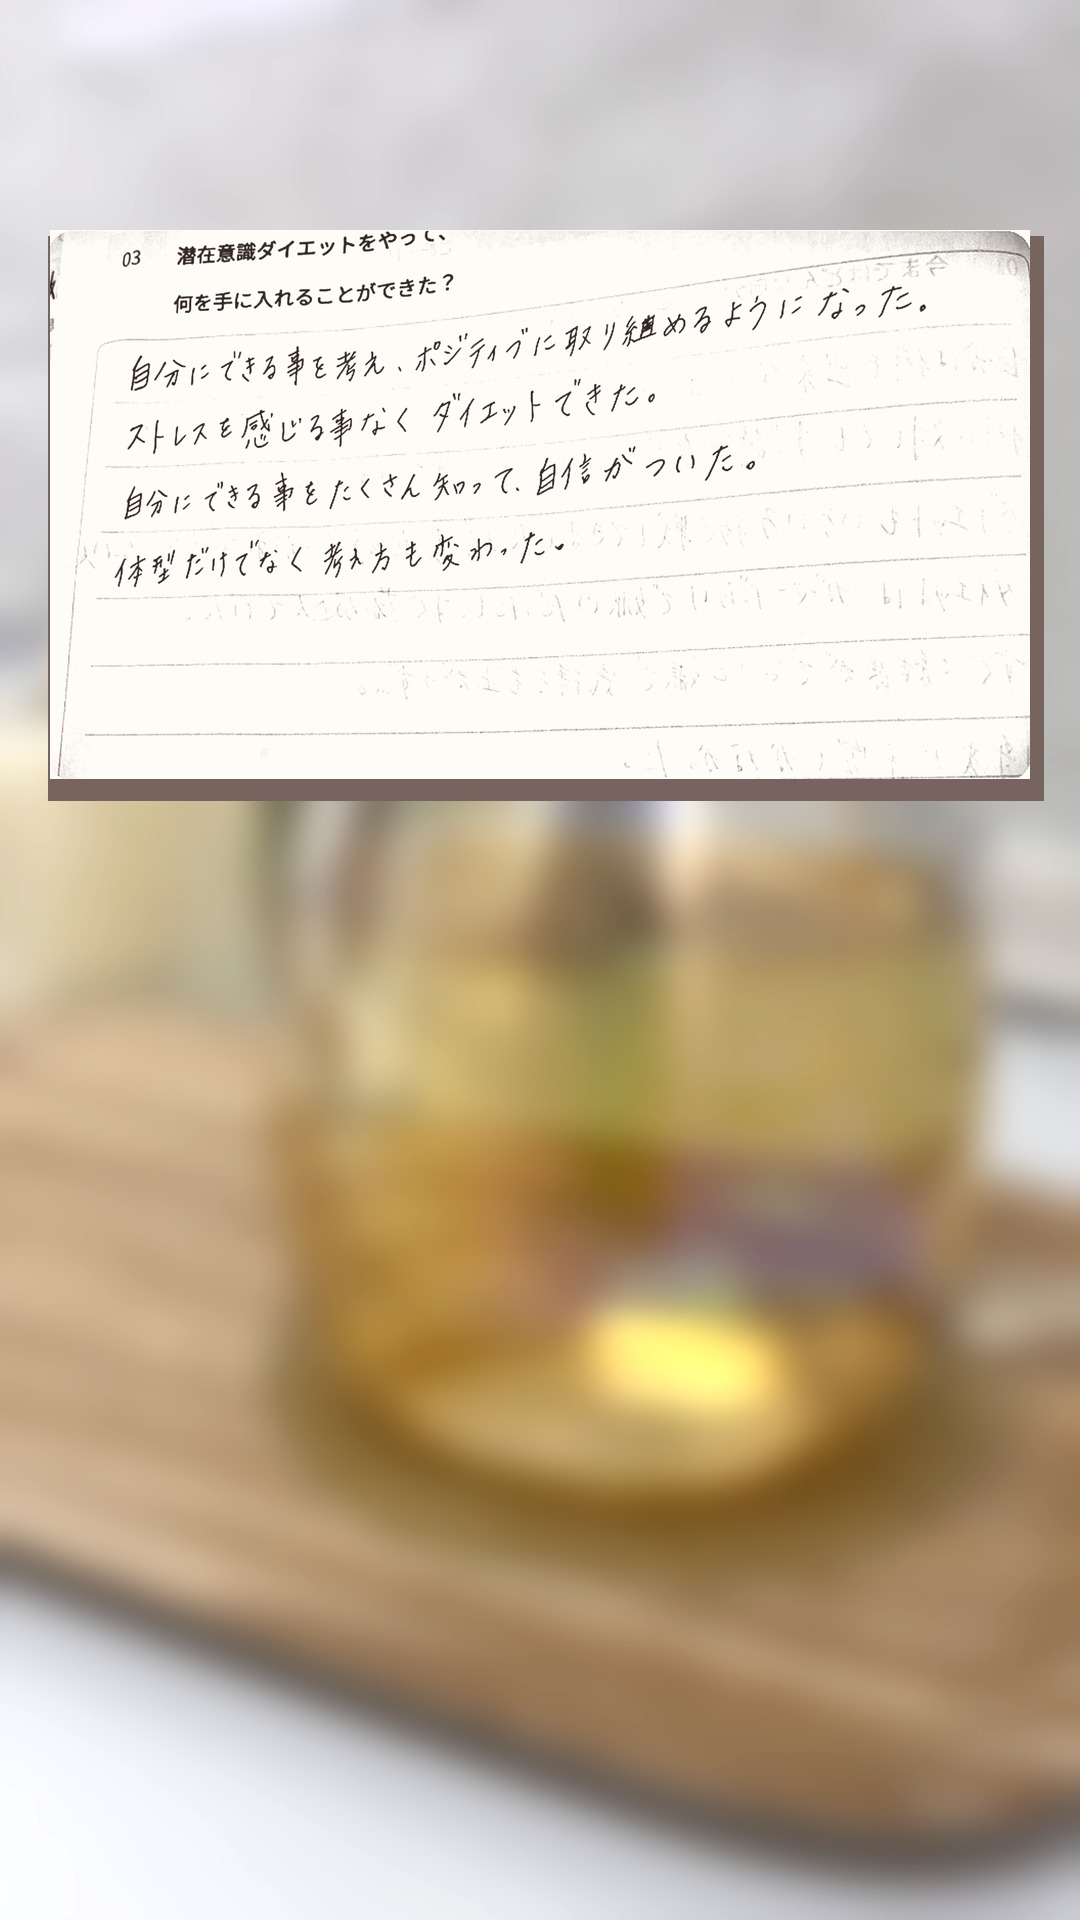 03 潜在意識ダイエットをやって、
何を手に入れることができた？
自分にできる事を考え、ポジティブに取り組めるようになった。
ストレスを感じる事なく ダイエットできた。
自分にできる事をたくさん知って、自信がついた。
体型だけでなく 考え方も変わった。